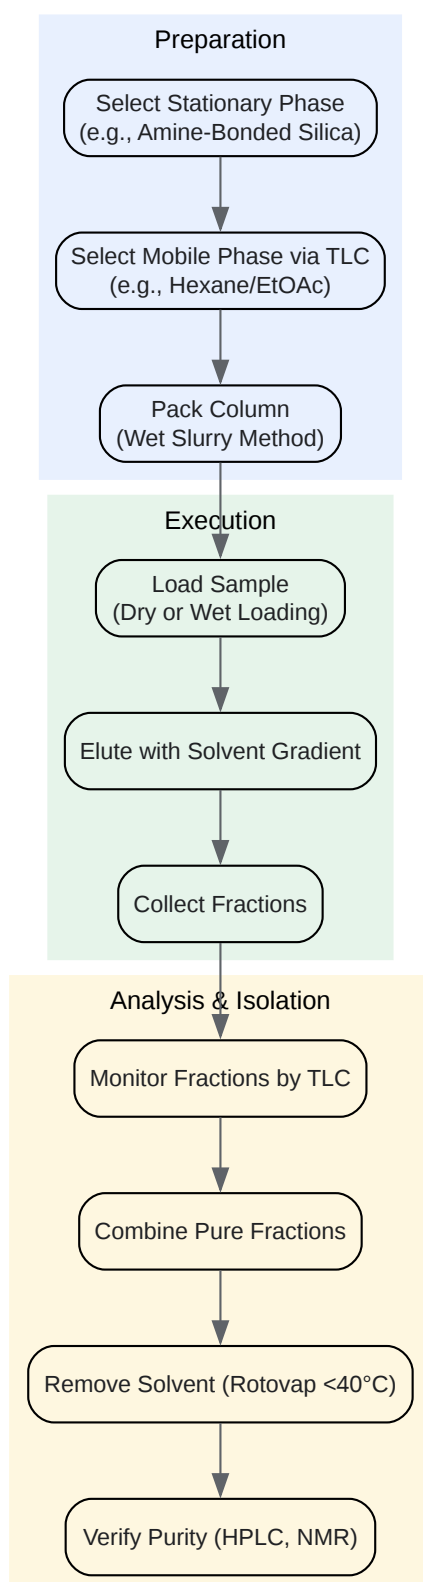 Preparation
Select Stationary Phase
(e.g., Amine-Bonded Silica)
Select Mobile Phase via TLC
(e.g., Hexane/EtOAc)
Pack Column
(Wet Slurry Method)
Execution
Load Sample
(Dry or Wet Loading)
Elute with Solvent Gradient
Collect Fractions
Analysis & Isolation
Monitor Fractions by TLC
Combine Pure Fractions
Remove Solvent (Rotovap <40°C)
Verify Purity (HPLC, NMR)